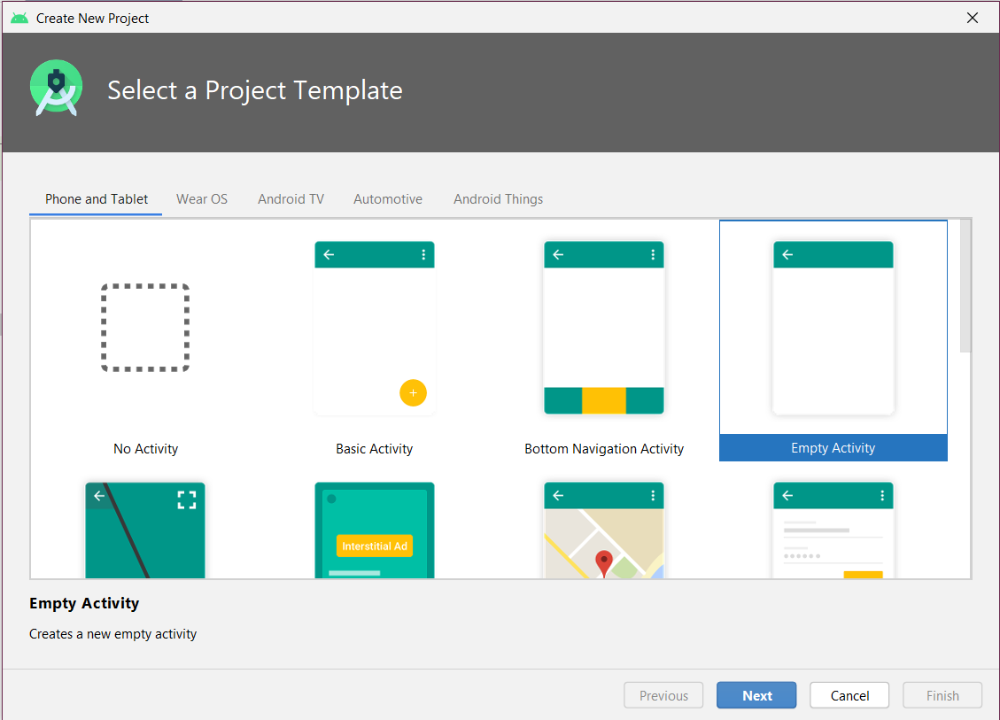 Create New Project
Select a Project Template
Phone and Tablet Wear OS Android TV Automotive Android Things
No Activity Basic Activity Bottom Navigation Activity Empty Activity
Interstitial Ad
Empty Activity
Creates a new empty activity
Previous Next Cancel Finish